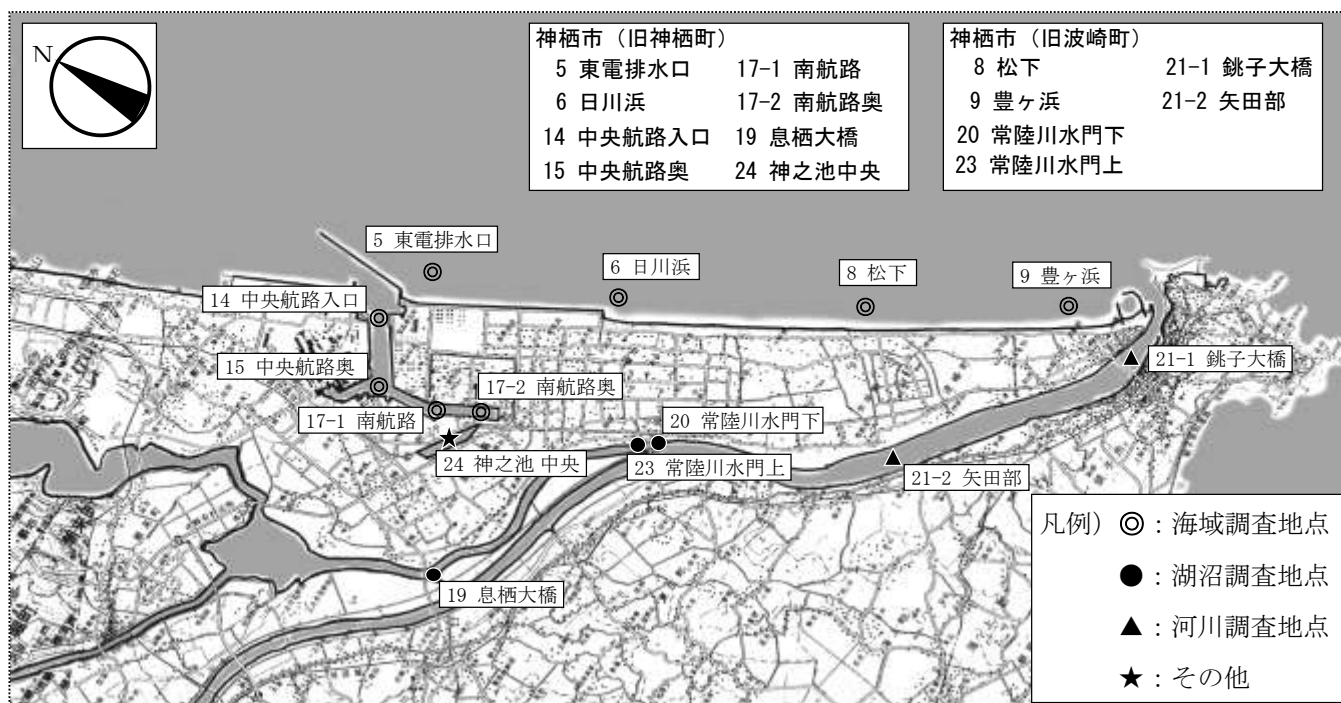 N
神栖市（旧神栖町）
5 東電排水口 17-1 南航路
6 日川浜 17-2 南航路奥
14 中央航路入口 19 息栖大橋
15 中央航路奥 24 神之池中央
神栖市（旧波崎町）
8 松下 21-1 銚子大橋
9 豊ヶ浜 21-2 矢田部
20 常陸川水門下
23 常陸川水門上
5 東電排水口
6 日川浜
8 松下
9 豊ヶ浜
14 中央航路入口
15 中央航路奥
17-2 南航路奥
17-1 南航路
20 常陸川水門下
21-1 銚子大橋
24 神之池 中央
23 常陸川水門上
21-2 矢田部
19 息栖大橋
凡例）◎：海域調査地点
●：湖沼調査地点
▲：河川調査地点
★：その他